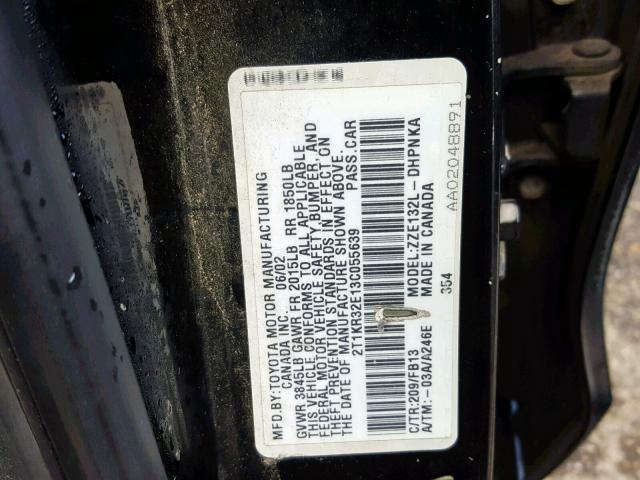 MFD.BY: TOYOTA MOTOR MANUFACTURING
CANADA INC. 06/02
GVWR 3845LB GAWR FR 2015LB RR 1850LB
THIS VEHICLE CONFORMS TO ALL APPLICABLE
FEDERAL MOTOR VEHICLE SAFETY, BUMPER, AND
THEFT PREVENTION STANDARDS IN EFFECT ON
THE DATE OF MANUFACTURE SHOWN ABOVE.
2T1KR32E13C055639 PASS.CAR
C/TR:209/FB13 MODEL:ZZE132L-DHPNKA
A/TM:-03A/A246E MADE IN CANADA
354
AA02048891